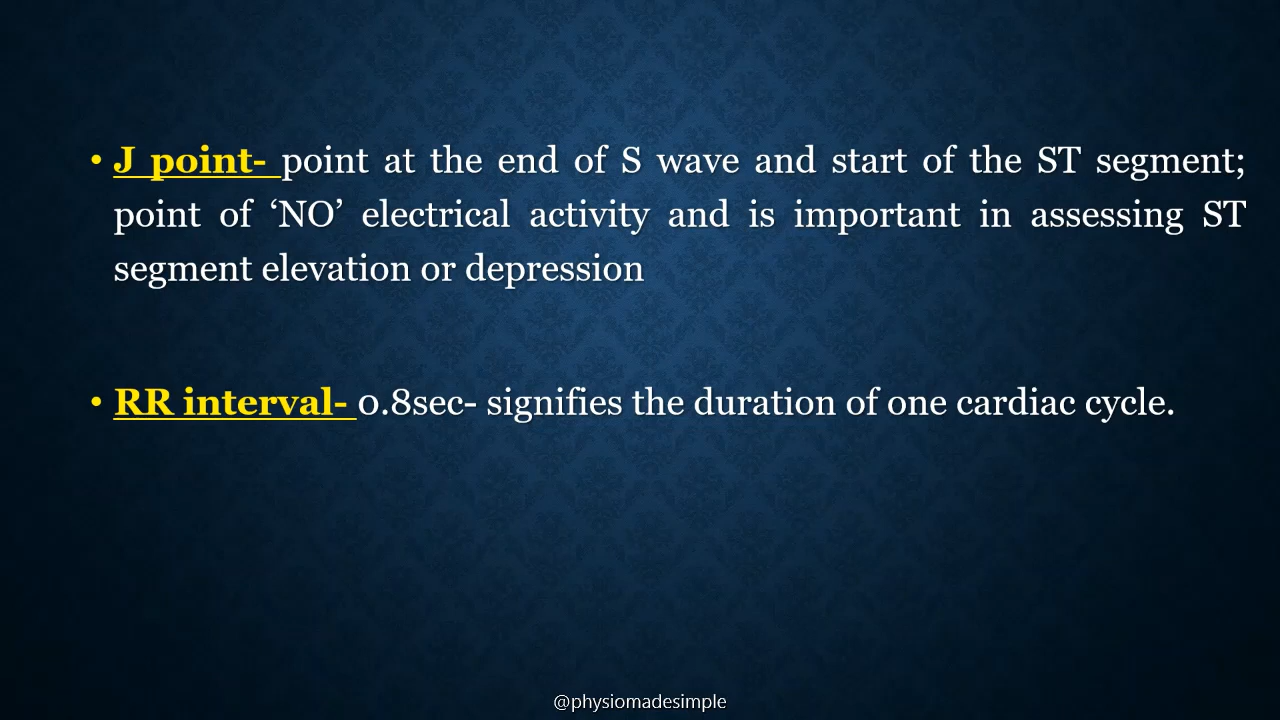 • J point- point at the end of S wave and start of the ST segment;
point of ‘NO’ electrical activity and is important in assessing ST
segment elevation or depression
• RR interval- 0.8sec- signifies the duration of one cardiac cycle.
@physiomadesimple